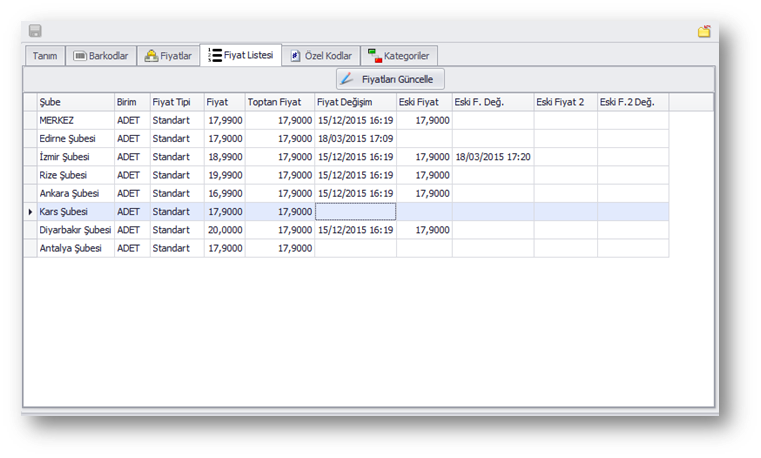 Tanım Barkodlar Fiyatlar Fiyat Listesi Özel Kodlar Kategoriler
Fiyatları Güncelle
Şube Birim Fiyat Tipi Fiyat Toptan Fiyat Fiyat Değişim Eski Fiyat Eski F. Değ. Eski Fiyat 2 Eski F.2 Değ.
MERKEZ ADET Standart 17,9900 17,9000 15/12/2015 16:19 17,9000
Edirne Şubesi ADET Standart 17,9000 17,9000 18/03/2015 17:09
İzmir Şubesi ADET Standart 18,9900 17,9000 15/12/2015 16:19 17,9000 18/03/2015 17:20
Rize Şubesi ADET Standart 19,9900 17,9000 15/12/2015 16:19 17,9000
Ankara Şubesi ADET Standart 16,9900 17,9000 15/12/2015 16:19 17,9000
Kars Şubesi ADET Standart 17,9000 17,9000
Diyarbakır Şubesi ADET Standart 20,0000 17,9000 15/12/2015 16:19 17,9000
Antalya Şubesi ADET Standart 17,9000 17,9000